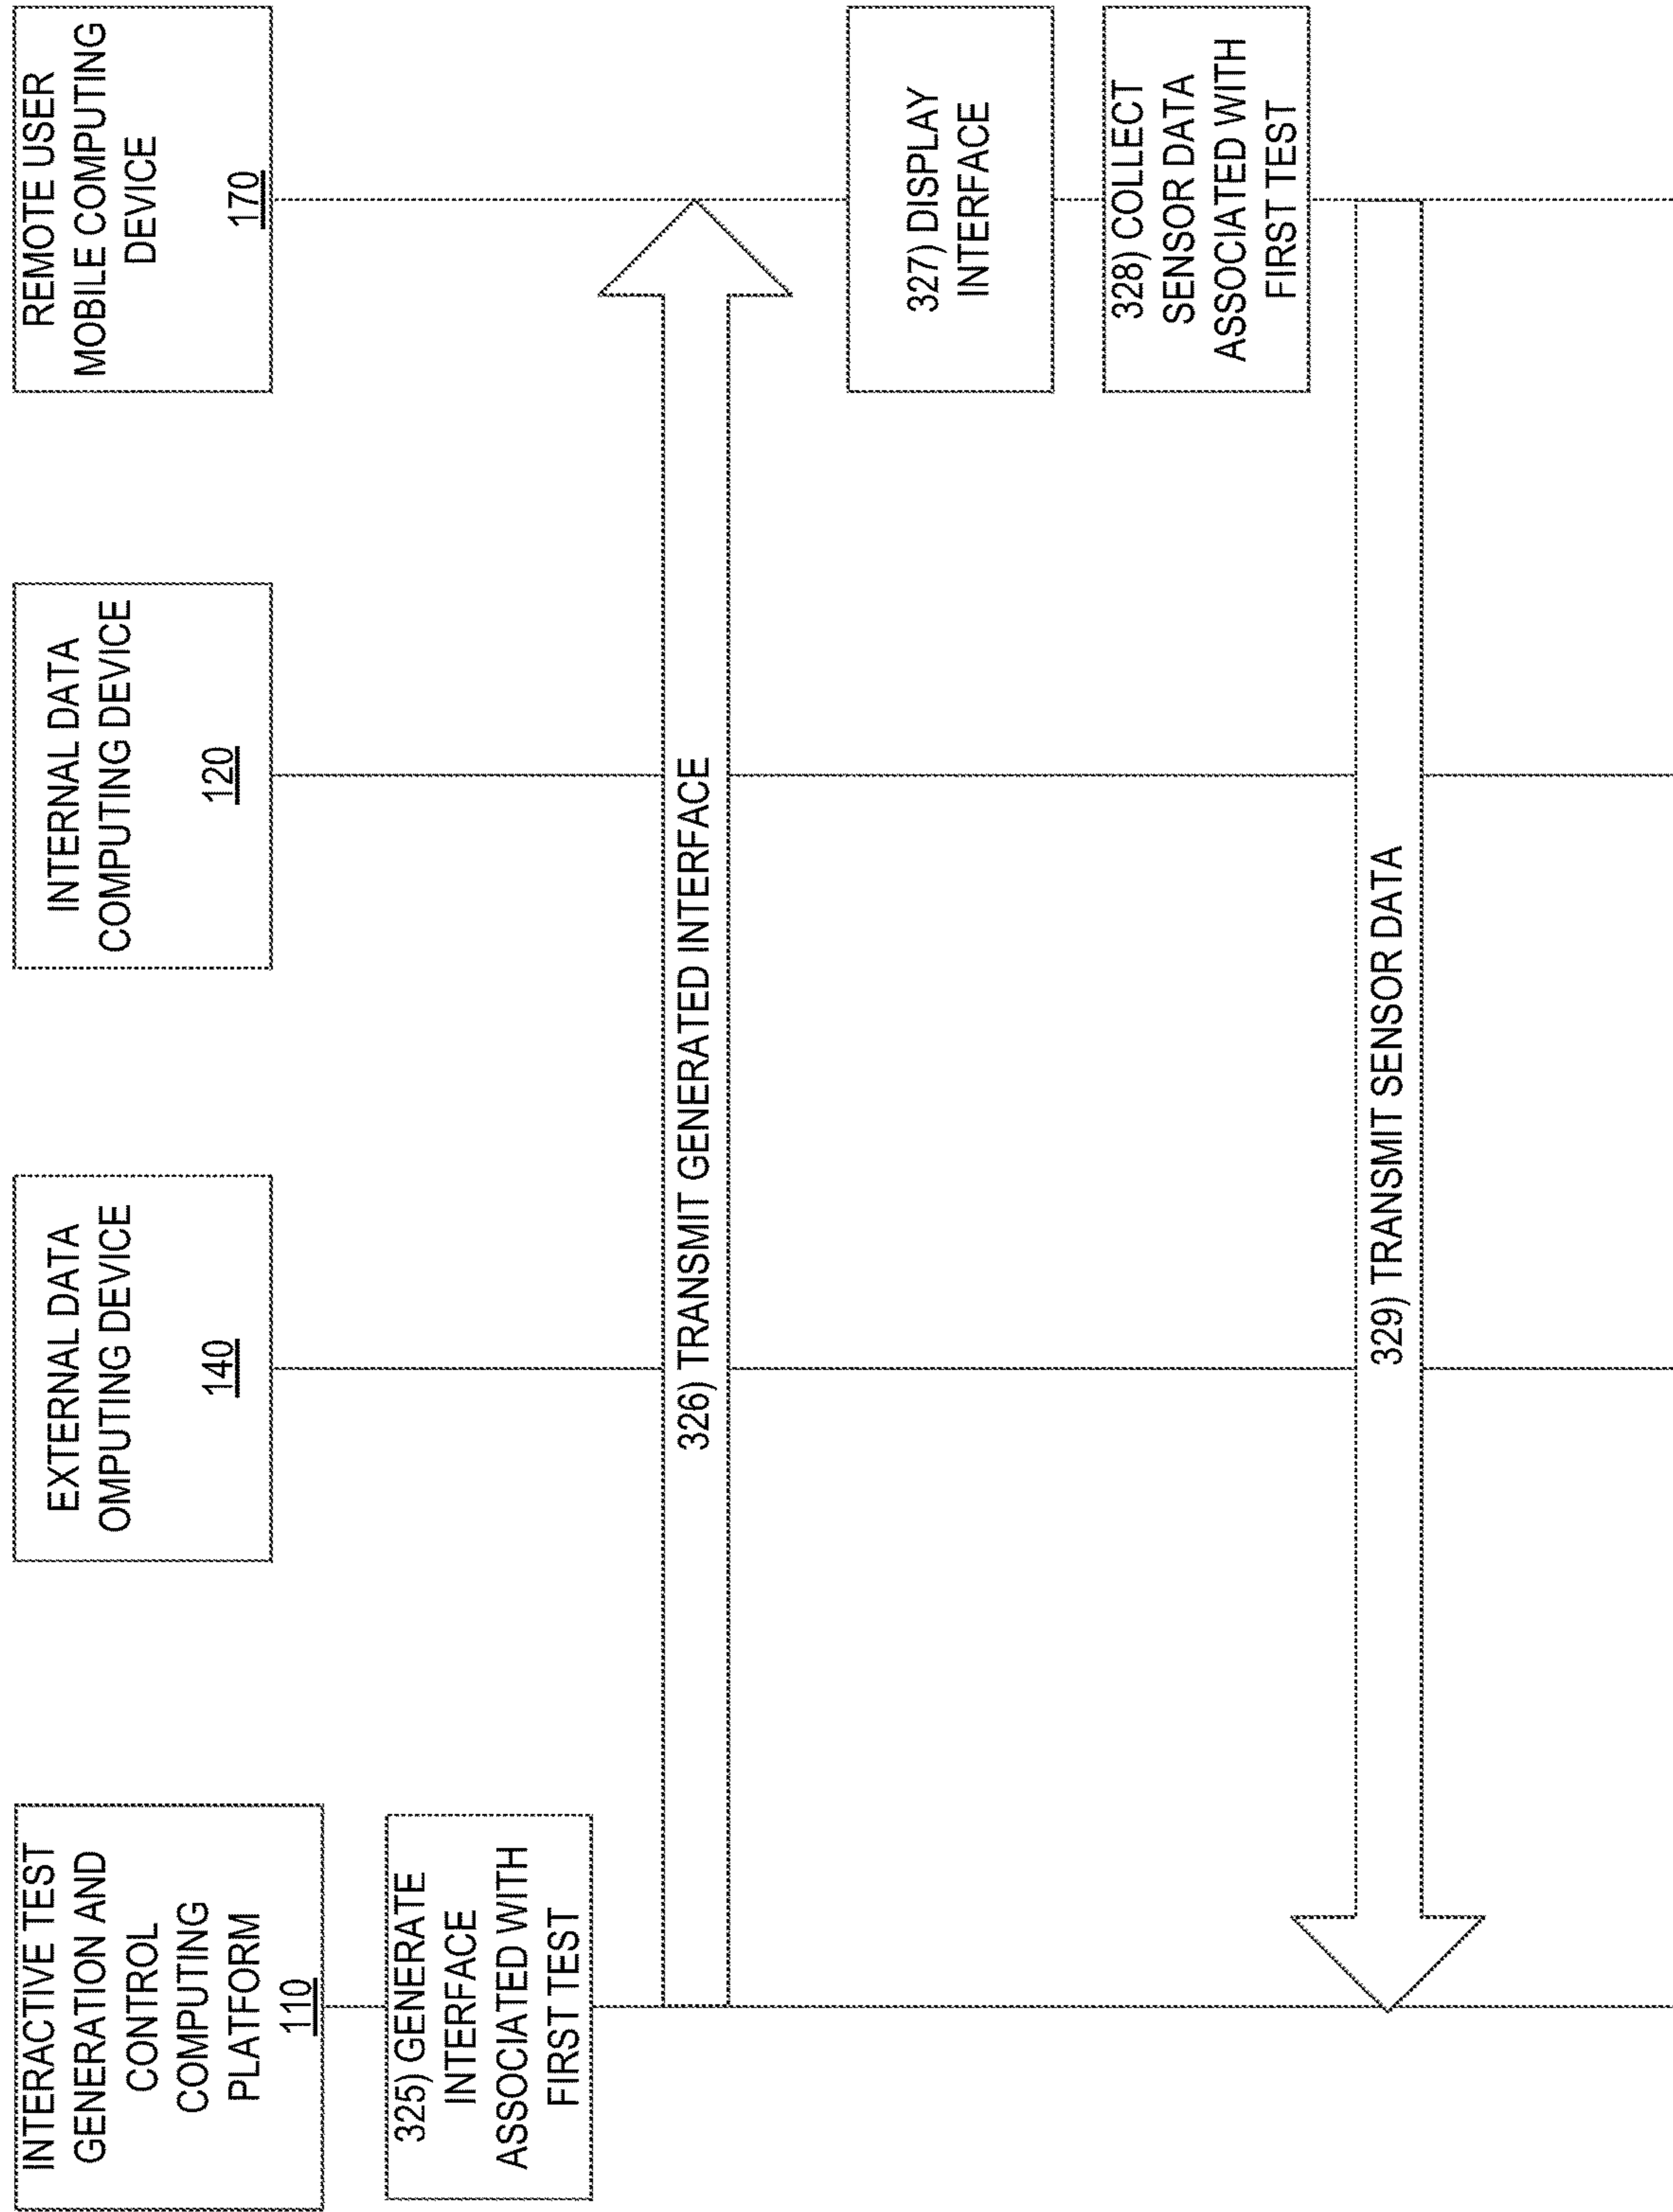 INTERACTIVE TEST
GENERATION AND
CONTROL
COMPUTING
PLATFORM
110
EXTERNAL DATA
OMPUTING DEVICE
140
INTERNAL DATA
COMPUTING DEVICE
120
REMOTE USER
MOBILE COMPUTING
DEVICE
170
325) GENERATE
INTERFACE
ASSOCIATED WITH
FIRST TEST
326) TRANSMIT GENERATED INTERFACE
327) DISPLAY
INTERFACE
328) COLLECT
SENSOR DATA
ASSOCIATED WITH
FIRST TEST
329) TRANSMIT SENSOR DATA